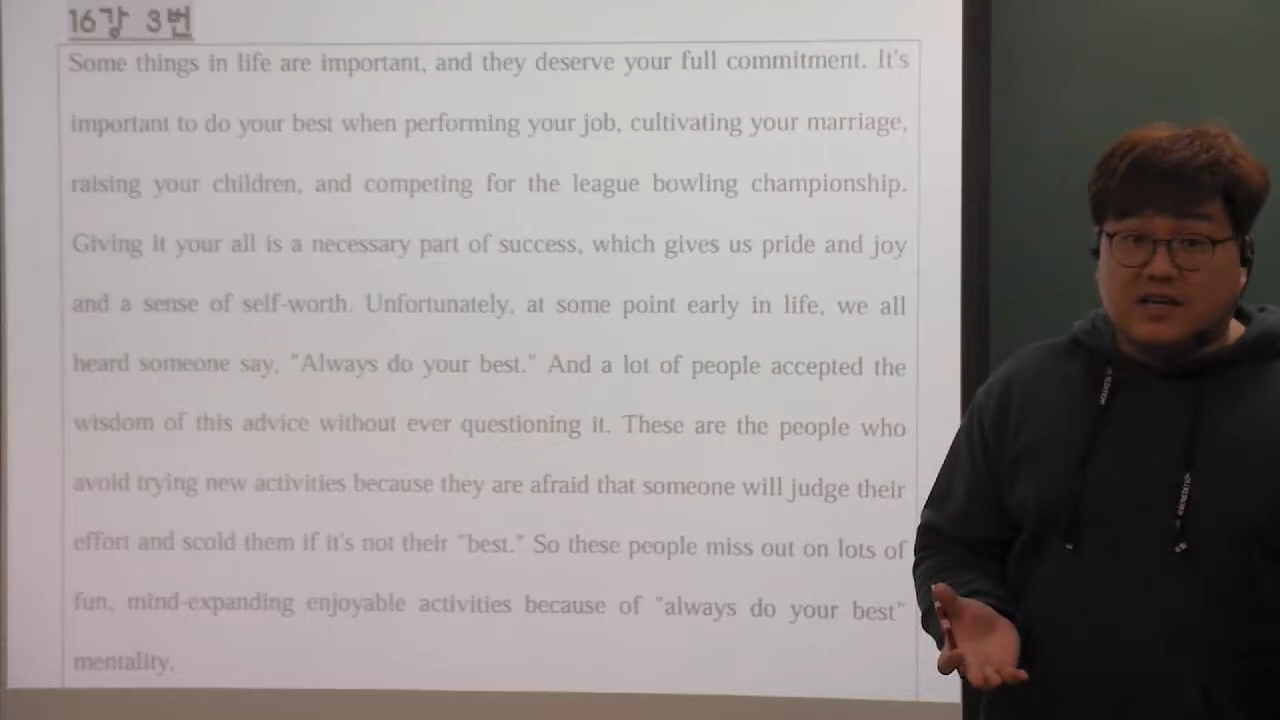 16강 3번
Some things in life are important, and they deserve your full commitment. It's
important to do your best when performing your job, cultivating your marriage,
raising your children, and competing for the league bowling championship.
Giving it your all is a necessary part of success, which gives us pride and joy
and a sense of self-worth. Unfortunately, at some point early in life, we all
heard someone say, "Always do your best." And a lot of people accepted the
wisdom of this advice without ever questioning it. These are the people who
avoid trying new activities because they are afraid that someone will judge their
effort and scold them if it's not their "best." So these people miss out on lots of
fun, mind-expanding enjoyable activities because of "always do your best"
mentality.